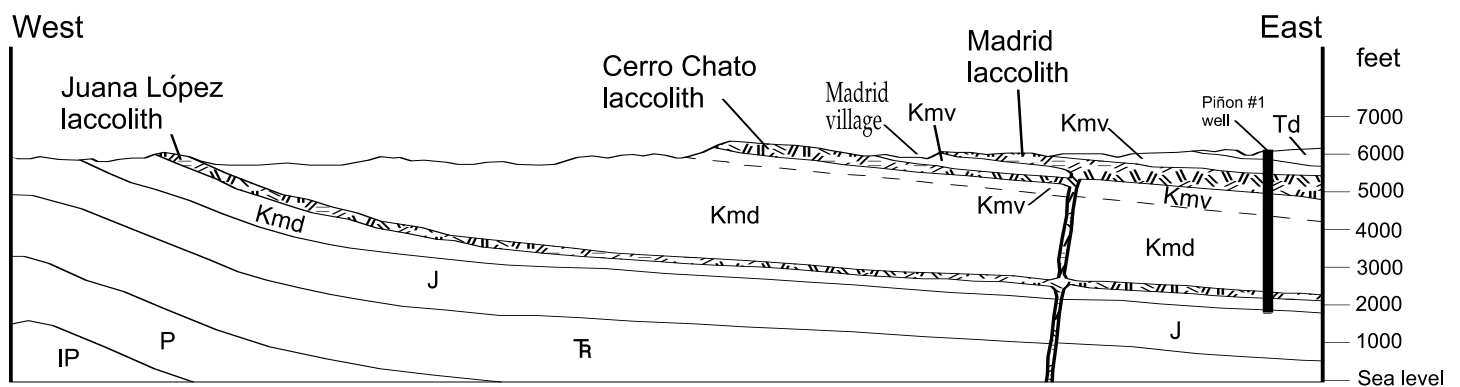 West
East
feet
Juana López
laccolith
Cerro Chato
laccolith
Madrid
village
Kmv
Madrid
laccolith
Kmv
Piñon #1
well
Td
7000
6000
5000
4000
3000
2000
1000
Sea level
Kmd
Kmd
Kmv
Kmv
Kmd
J
J
P
IP
TR